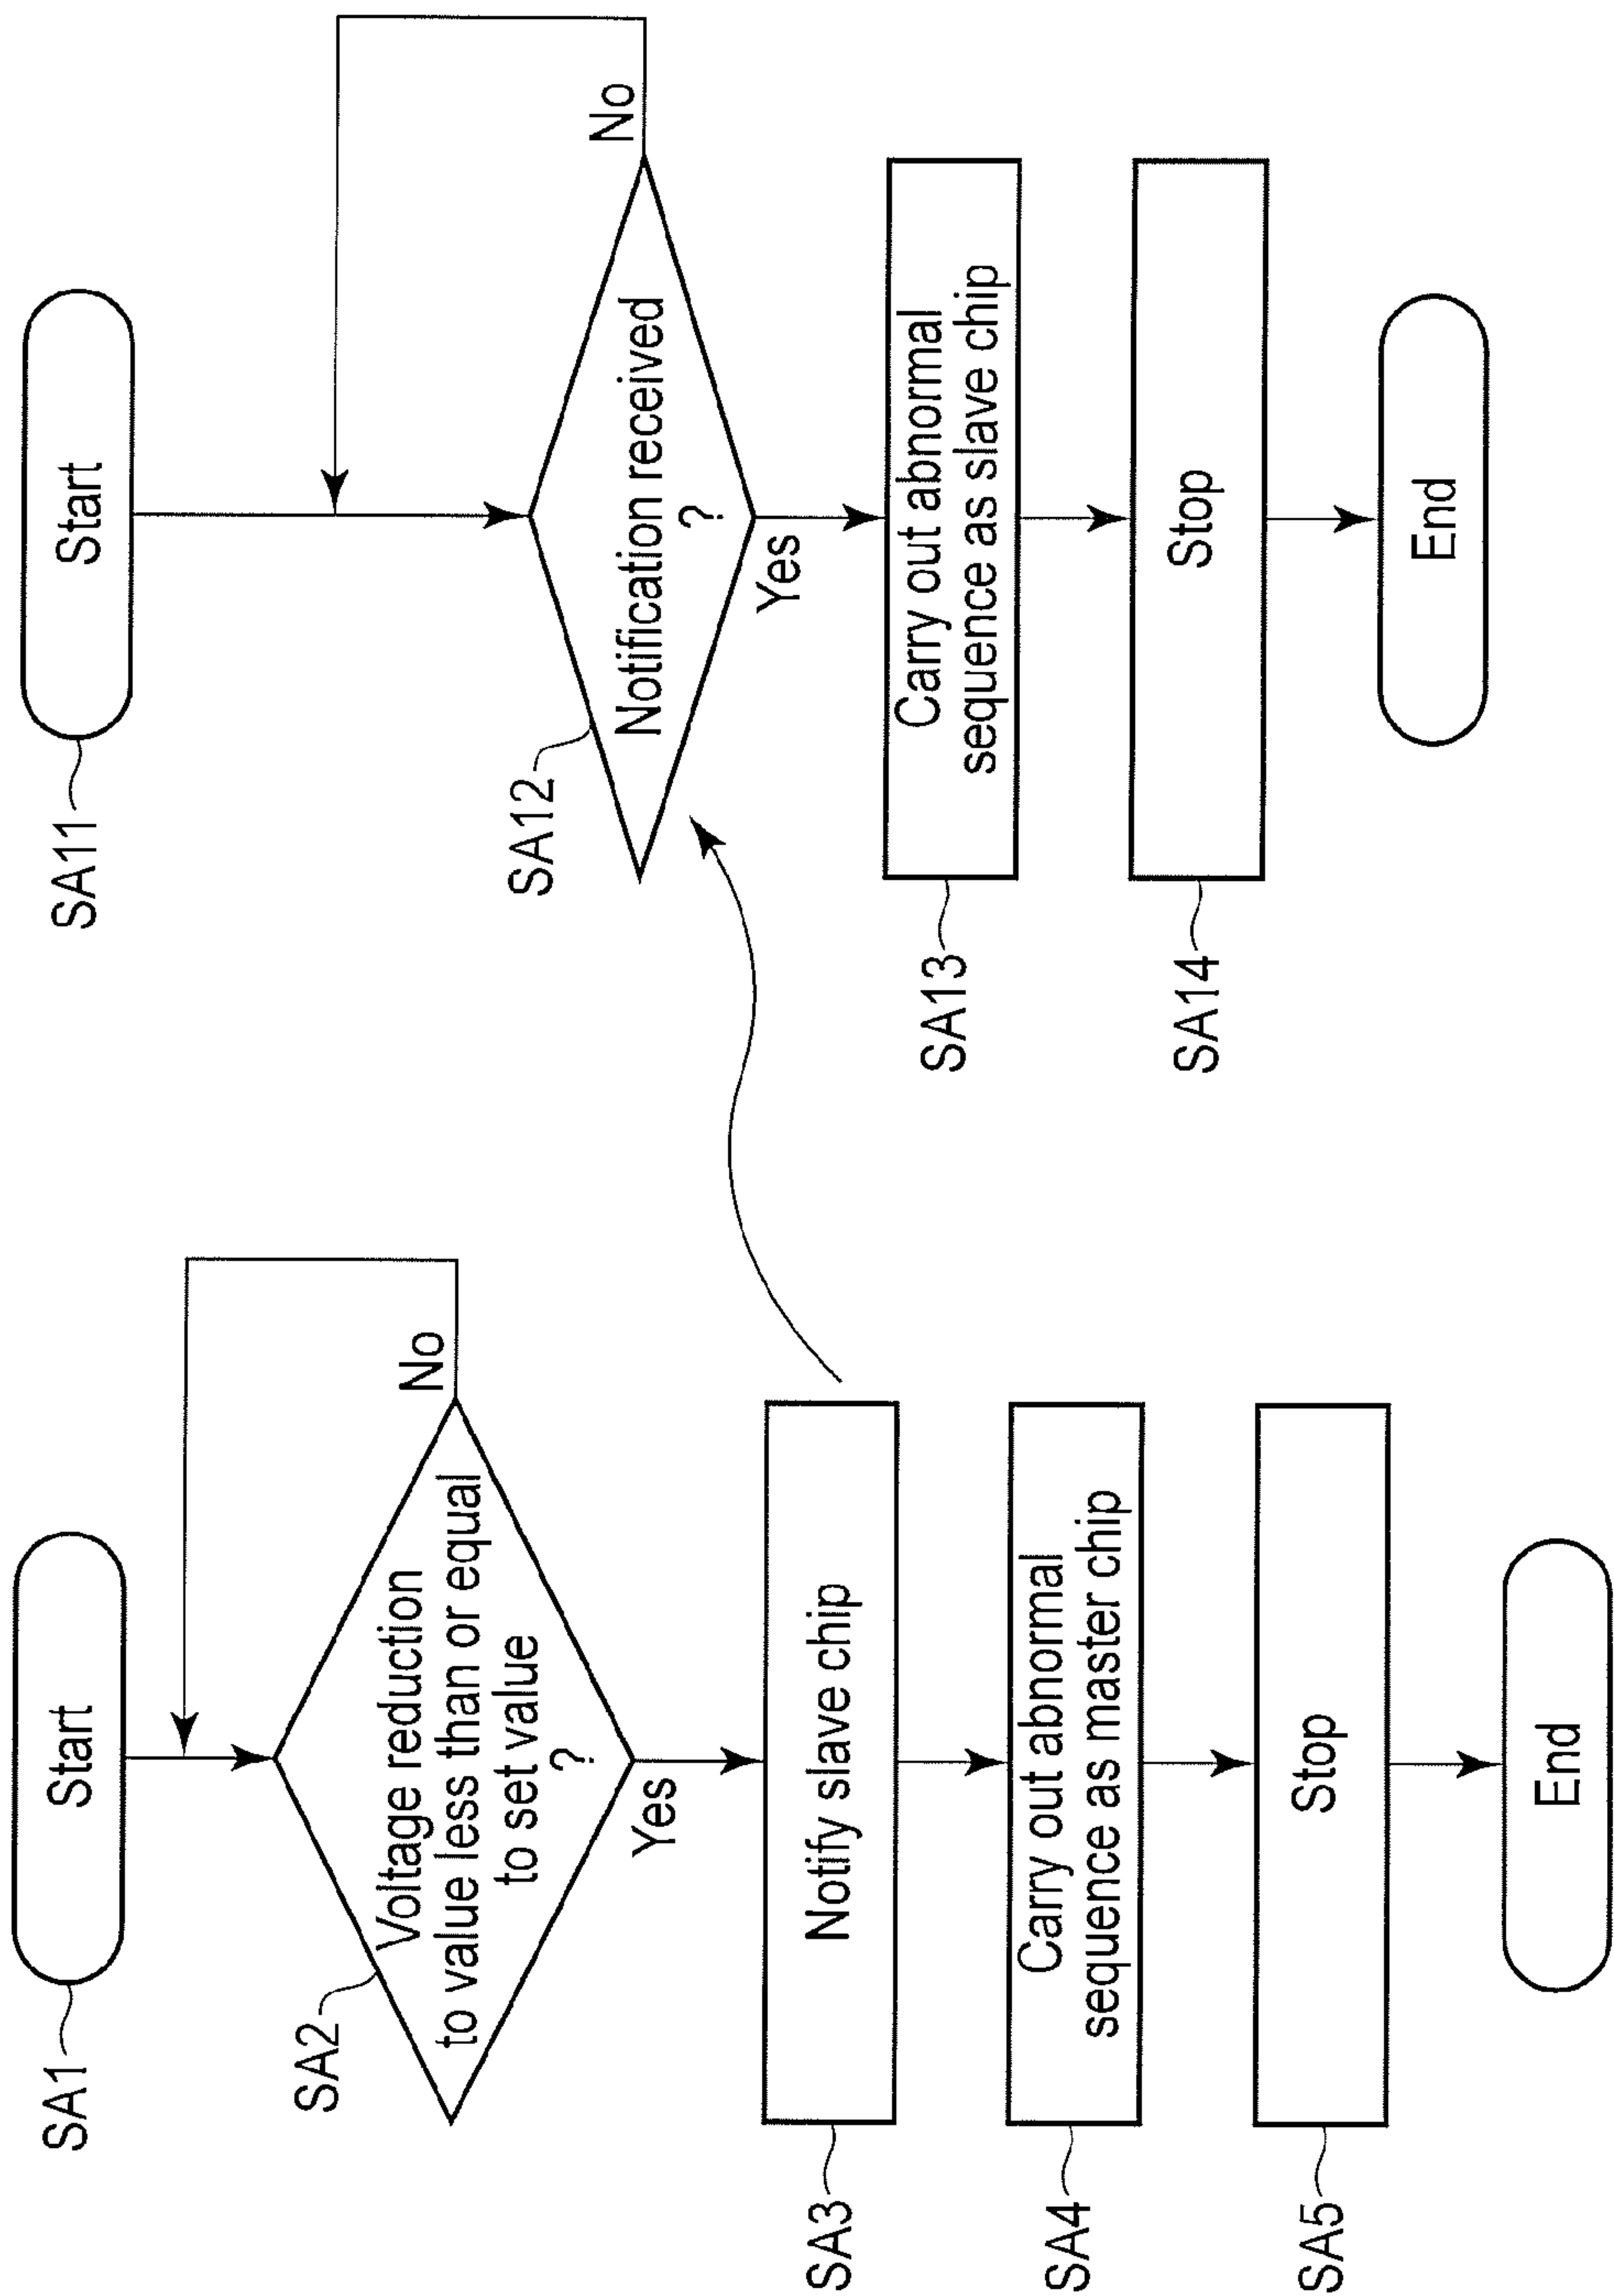 SA1
Start
SA2
Voltage reduction
to value less than or equal
to set value
?
No
Yes
SA3
Notify slave chip
SA4
Carry out abnormal
sequence as master chip
SA5
Stop
End
SA11
Start
SA12
Notification received
?
No
Yes
SA13
Carry out abnormal
sequence as slave chip
SA14
Stop
End